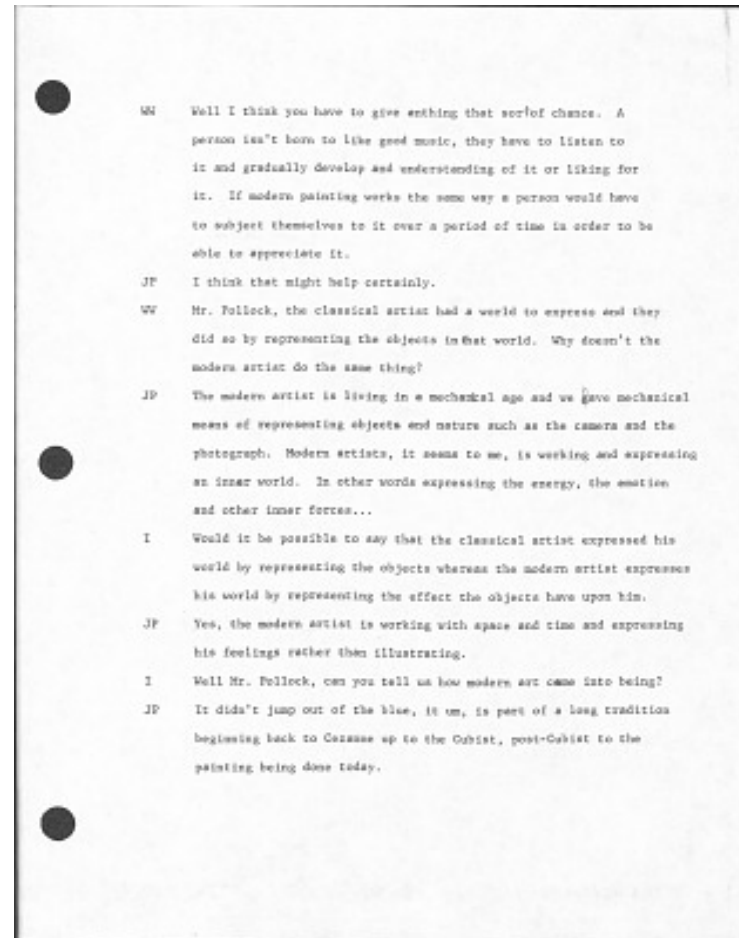 WW Well I think you have to give anthing that sort of chance. A
person isn't born to like good music, they have to listen to
it and gradually develop and understanding of it or liking for
it. If modern painting works the same way a person would have
to subject themselves to it over a period of time in order to be
able to appreciate it.
JP I think that might help certainly.
WW Mr. Pollock, the classical artist had a world to express and they
did so by representing the objects in that world. Why doesn't the
modern artist do the same thing?
JP The modern artist is living in a mechanical age and we gave mechanical
means of representing objects and nature such as the camera and the
photograph. Modern artists, it seems to me, is working and expressing
an inner world. In other words expressing the energy, the emotion
and other inner forces...
I Would it be possible to say that the classical artist expressed his
world by representing the objects whereas the modern artist expresses
his world by representing the effect the objects have upon him.
JP Yes, the modern artist is working with space and time and expressing
his feelings rather than illustrating.
I Well Mr. Pollock, can you tell us how modern art came into being?
JP It didn't jump out of the blue, it um, is part of a long tradition
beginning back to Cezanne up to the Cubist, post-Cubist to the
painting being done today.